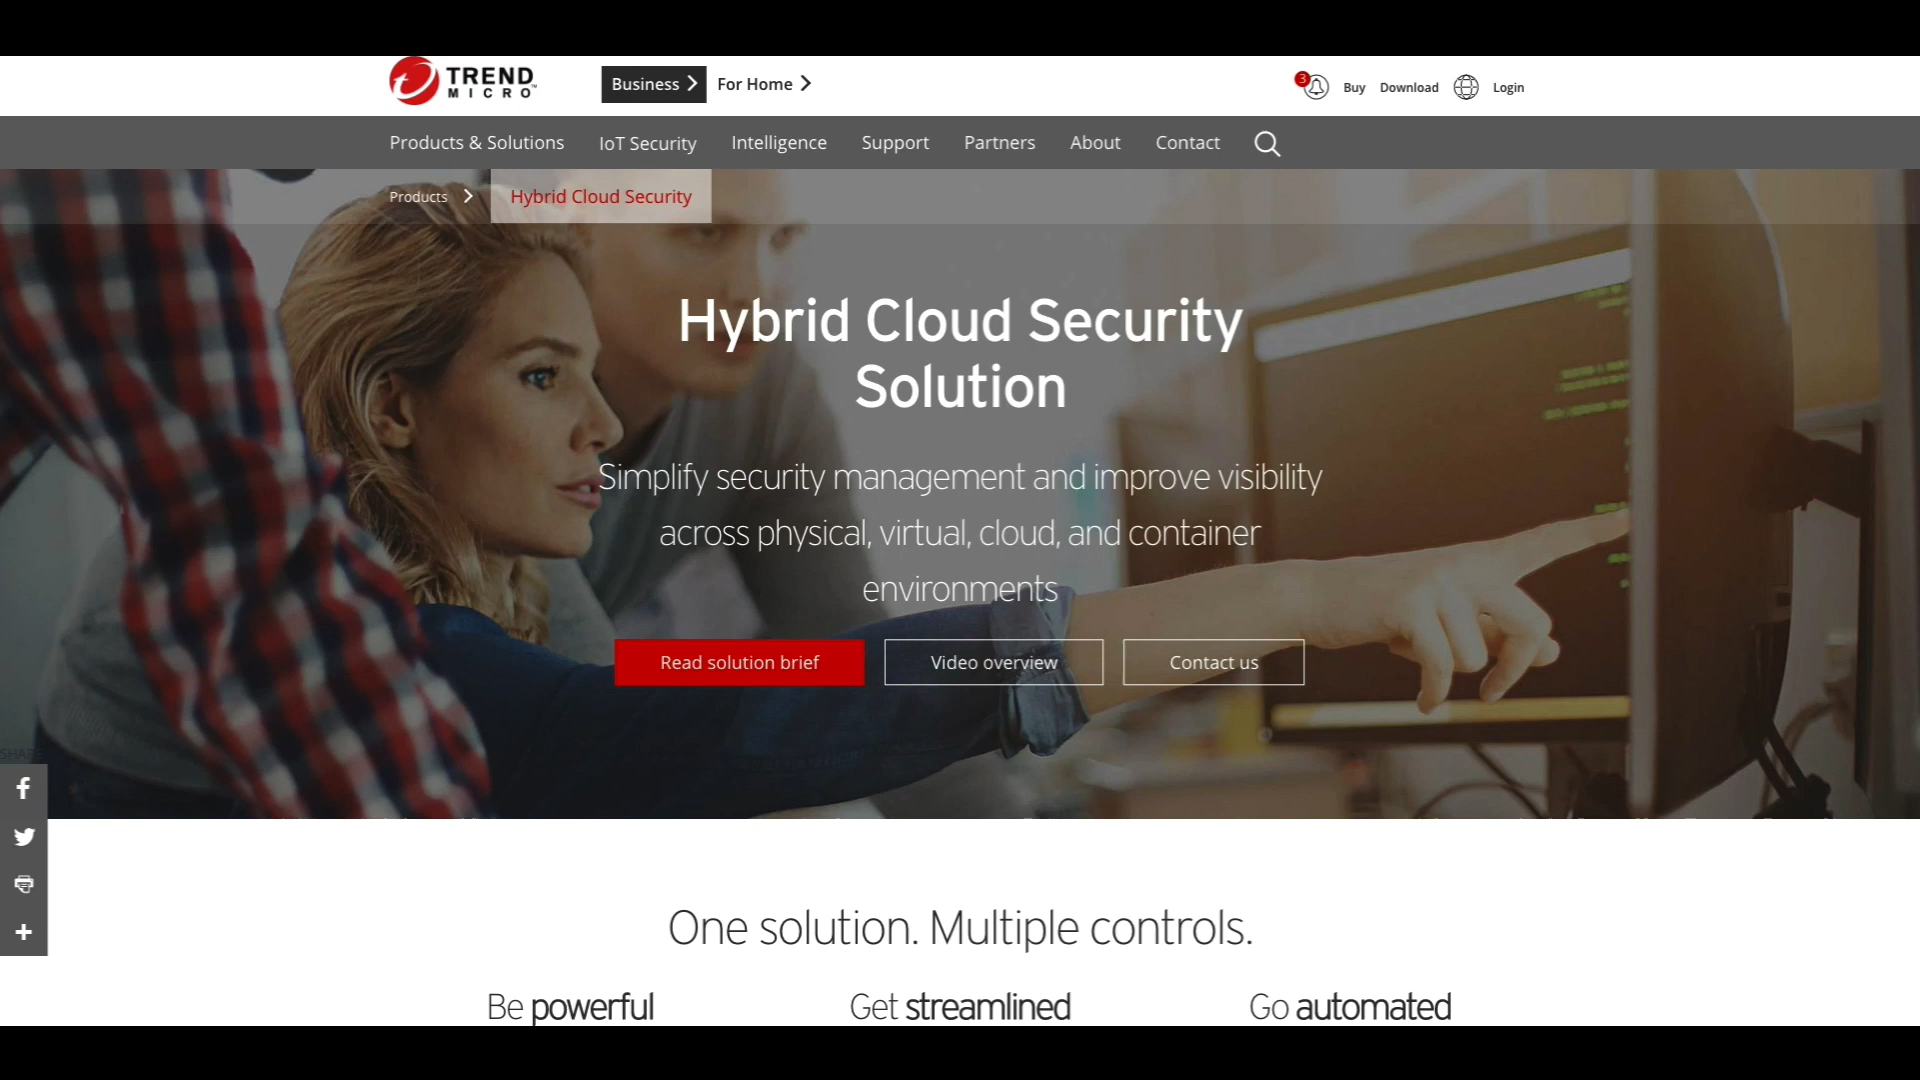 TREND MICRO™
Business
For Home
3
Buy
Download
Login
Products & Solutions
IoT Security
Intelligence
Support
Partners
About
Contact
Products
Hybrid Cloud Security
Hybrid Cloud Security
Solution
Simplify security management and improve visibility
across physical, virtual, cloud, and container
environments
Read solution brief
Video overview
Contact us
SHARE
One solution. Multiple controls.
Be powerful
Get streamlined
Go automated